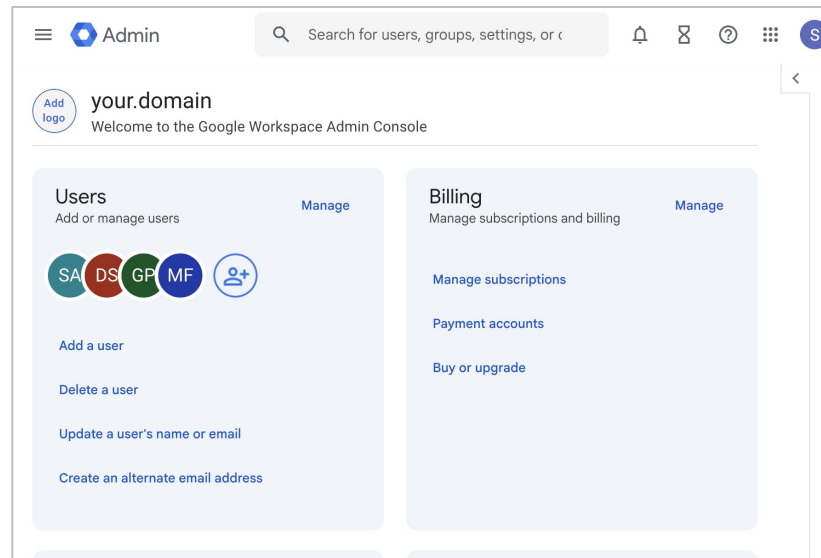 Admin
Search for users, groups, settings, or
S
Add
logo
your.domain
Welcome to the Google Workspace Admin Console
Users
Add or manage users
Manage
SA DS GP MF
Add a user
Delete a user
Update a user's name or email
Create an alternate email address
Billing
Manage subscriptions and billing
Manage
Manage subscriptions
Payment accounts
Buy or upgrade